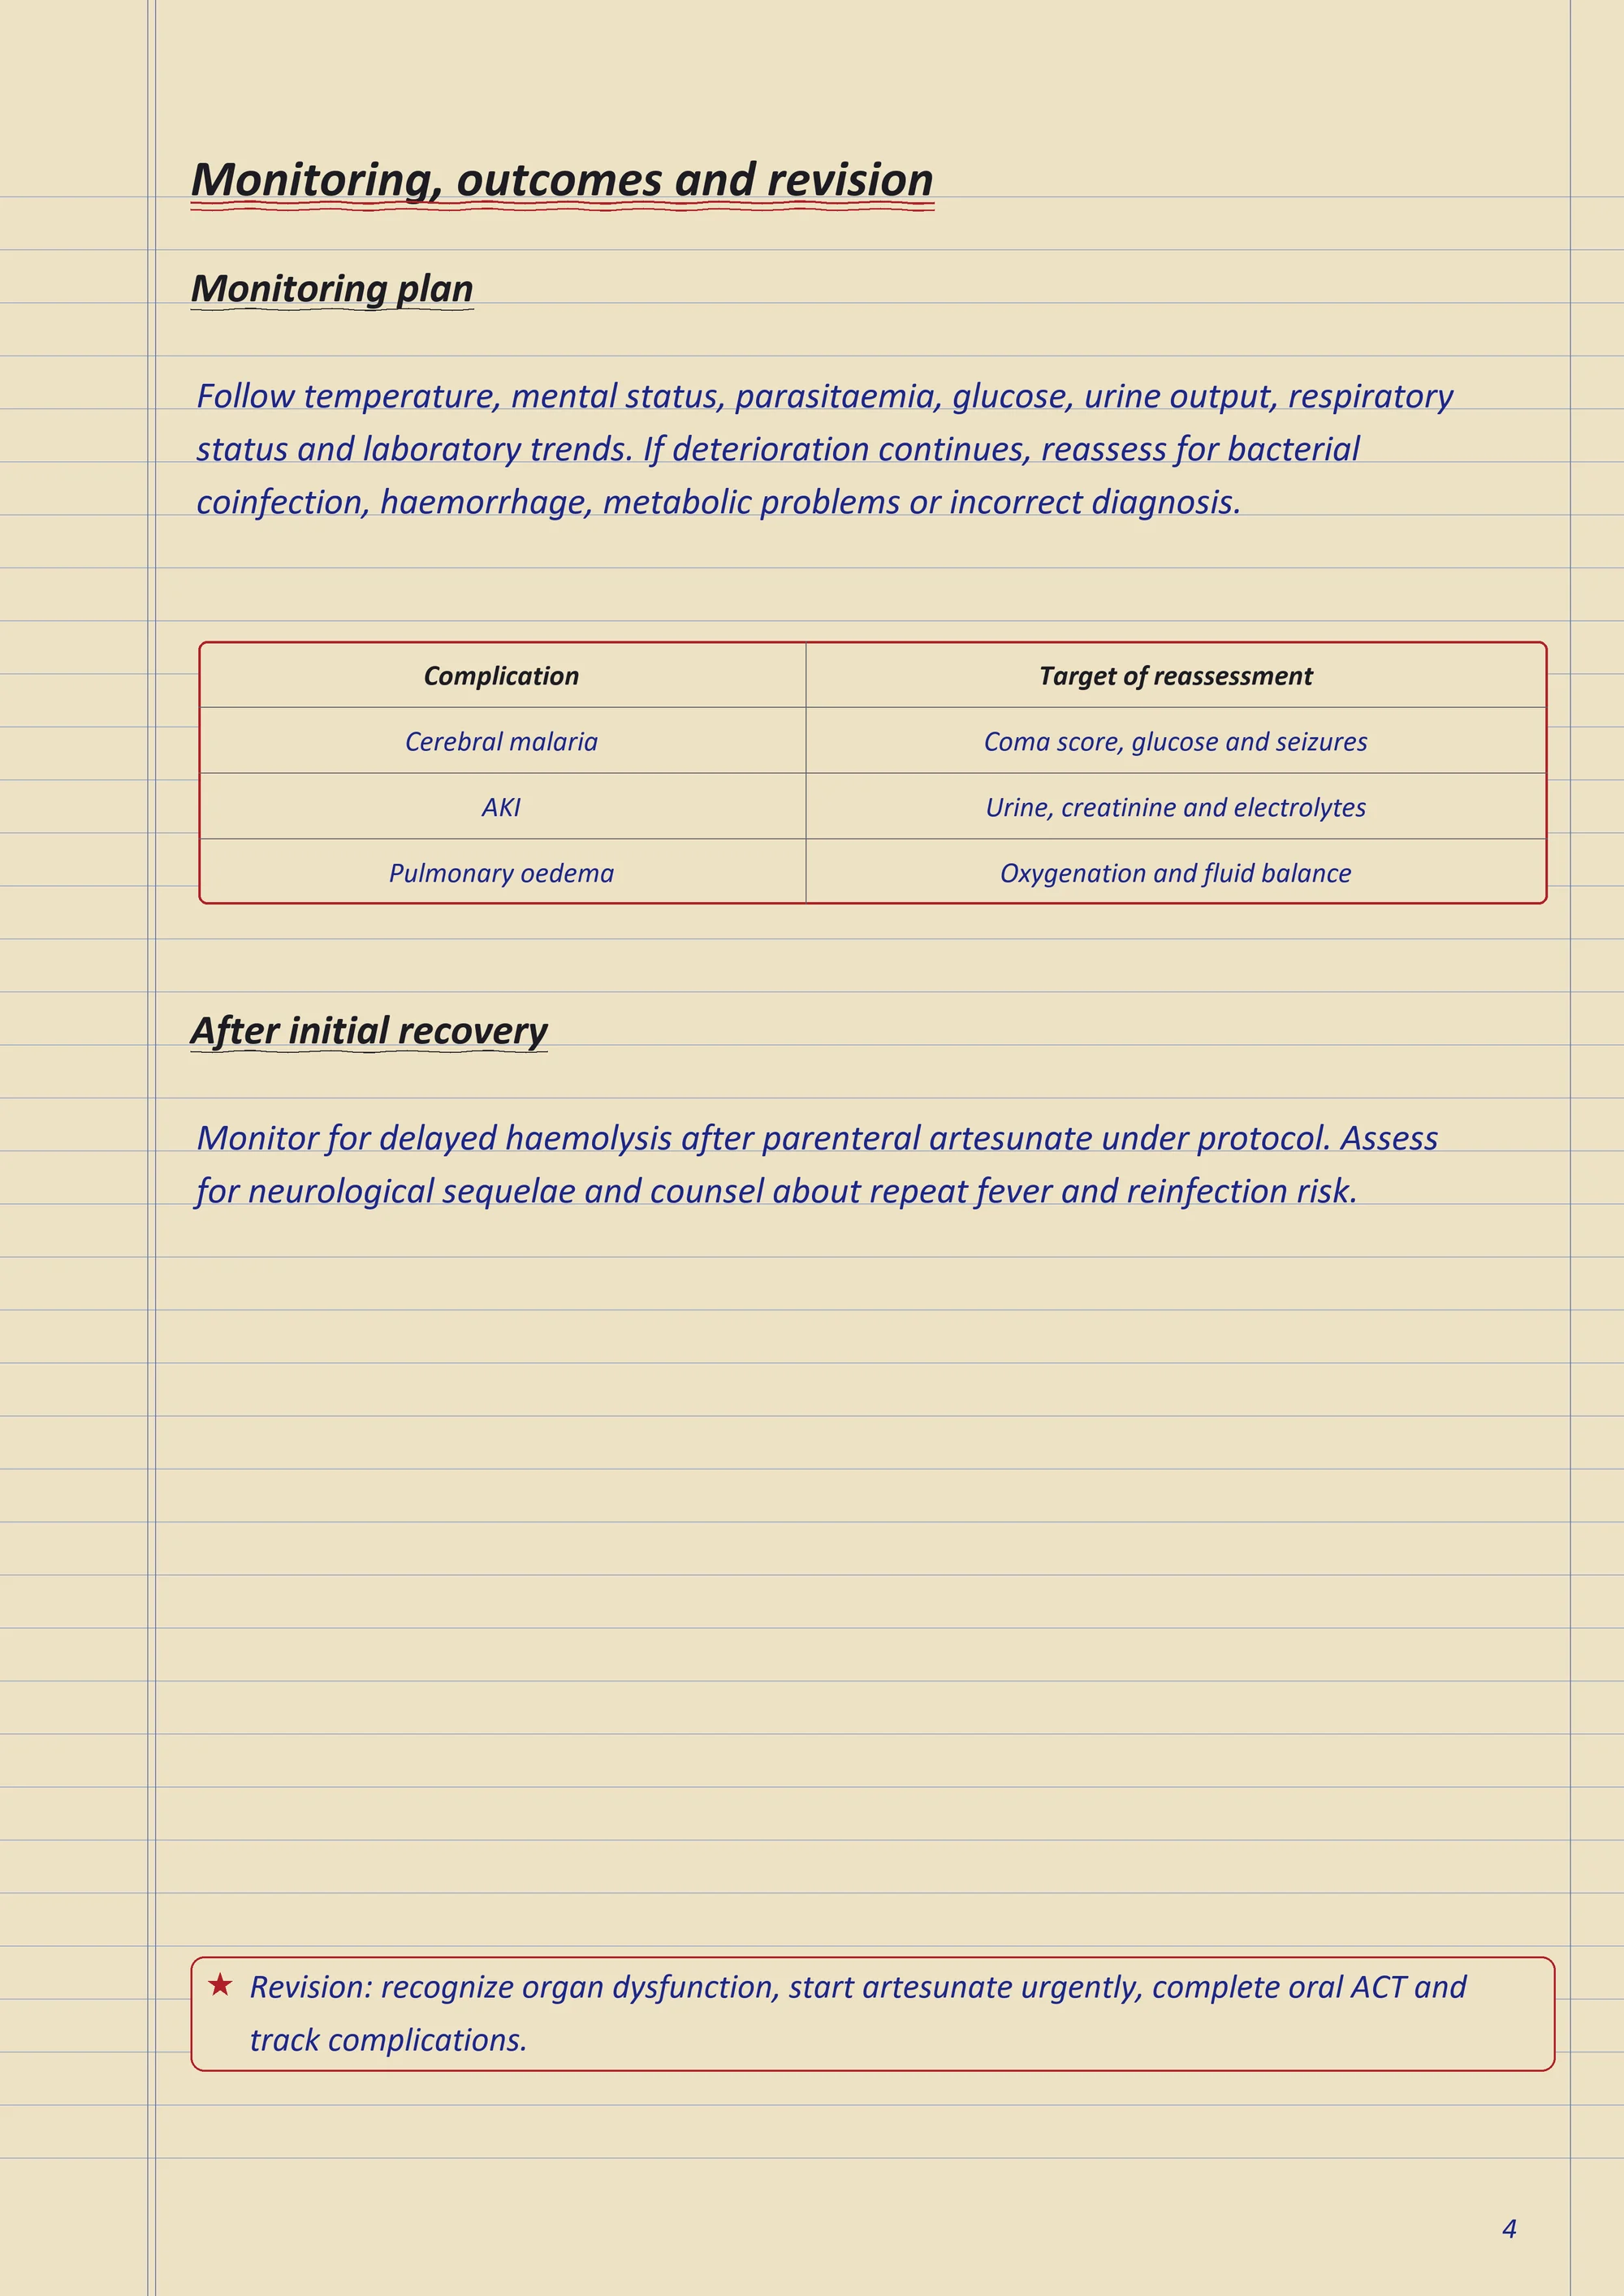 Monitoring, outcomes and revision
Monitoring plan
Follow temperature, mental status, parasitaemia, glucose, urine output, respiratory
status and laboratory trends. If deterioration continues, reassess for bacterial
coinfection, haemorrhage, metabolic problems or incorrect diagnosis.
Complication Target of reassessment
Cerebral malaria Coma score, glucose and seizures
AKI Urine, creatinine and electrolytes
Pulmonary oedema Oxygenation and fluid balance
After initial recovery
Monitor for delayed haemolysis after parenteral artesunate under protocol. Assess
for neurological sequelae and counsel about repeat fever and reinfection risk.
★ Revision: recognize organ dysfunction, start artesunate urgently, complete oral ACT and
track complications.
4